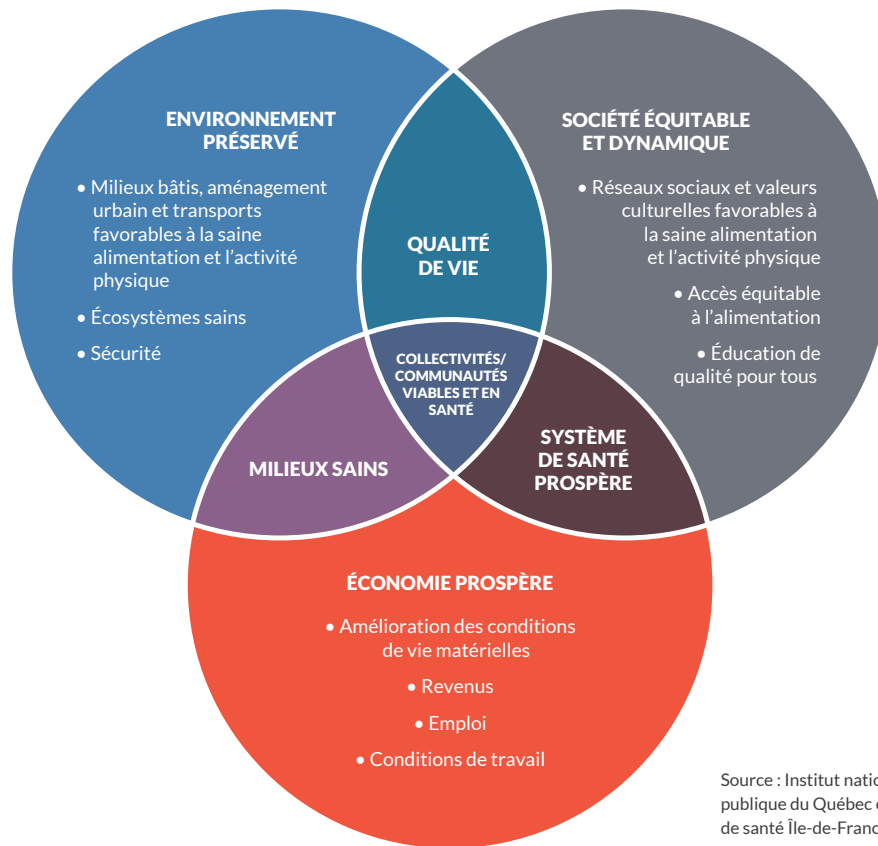 ENVIRONNEMENT
PRÉSERVÉ
• Milieux bâtis, aménagement
urbain et transports
favorables à la saine
alimentation et l’activité
physique
• Écosystèmes sains
• Sécurité
SOCIÉTÉ ÉQUITABLE
ET DYNAMIQUE
• Réseaux sociaux et valeurs
culturelles favorables à
la saine alimentation
et l’activité physique
• Accès équitable
à l’alimentation
• Éducation de
qualité pour tous
QUALITÉ
DE VIE
COLLECTIVITÉS/
COMMUNAUTÉS
VIABLES ET EN
SANTÉ
MILIEUX SAINS
SYSTÈME
DE SANTÉ
PROSPÈRE
ÉCONOMIE PROSPÈRE
• Amélioration des conditions
de vie matérielles
• Revenus
• Emploi
• Conditions de travail
Source : Institut
publique du Québec
de santé